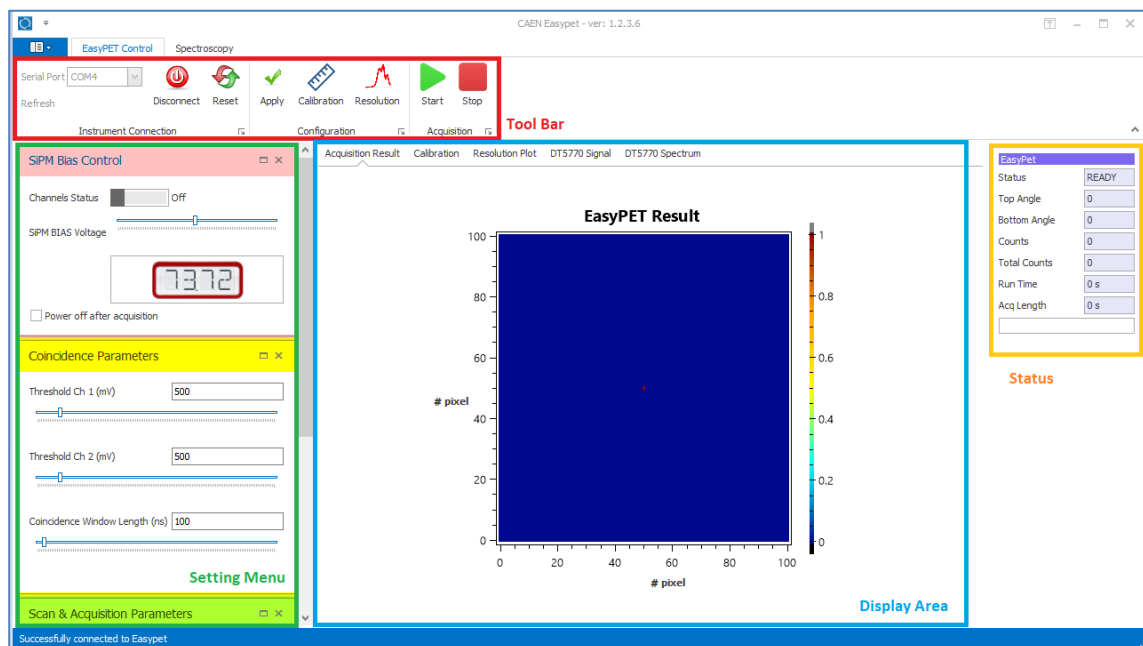 CAEN Easypet - ver: 1.2.3.6
EasyPET Control Spectroscopy
Serial Port COM4
Refresh
Disconnect Reset Apply Calibration Resolution Start Stop
Instrument Connection Configuration Acquisition
Tool Bar
SiPM Bias Control
Channels Status Off
SiPM BIAS Voltage
73.72
Power off after acquisition
Coincidence Parameters
Threshold Ch 1 (mV) 500
Threshold Ch 2 (mV) 500
Coincidence Window Length (ns) 100
Setting Menu
Scan & Acquisition Parameters
Acquisition Result Calibration Resolution Plot DT5770 Signal DT5770 Spectrum
EasyPET Result
100
80
60
40
20
0
# pixel
0 20 40 60 80 100
# pixel
1
0.8
0.6
0.4
0.2
0
Display Area
EasyPet
Status READY
Top Angle 0
Bottom Angle 0
Counts 0
Total Counts 0
Run Time 0 s
Acq Length 0 s
Status
Successfully connected to Easypet